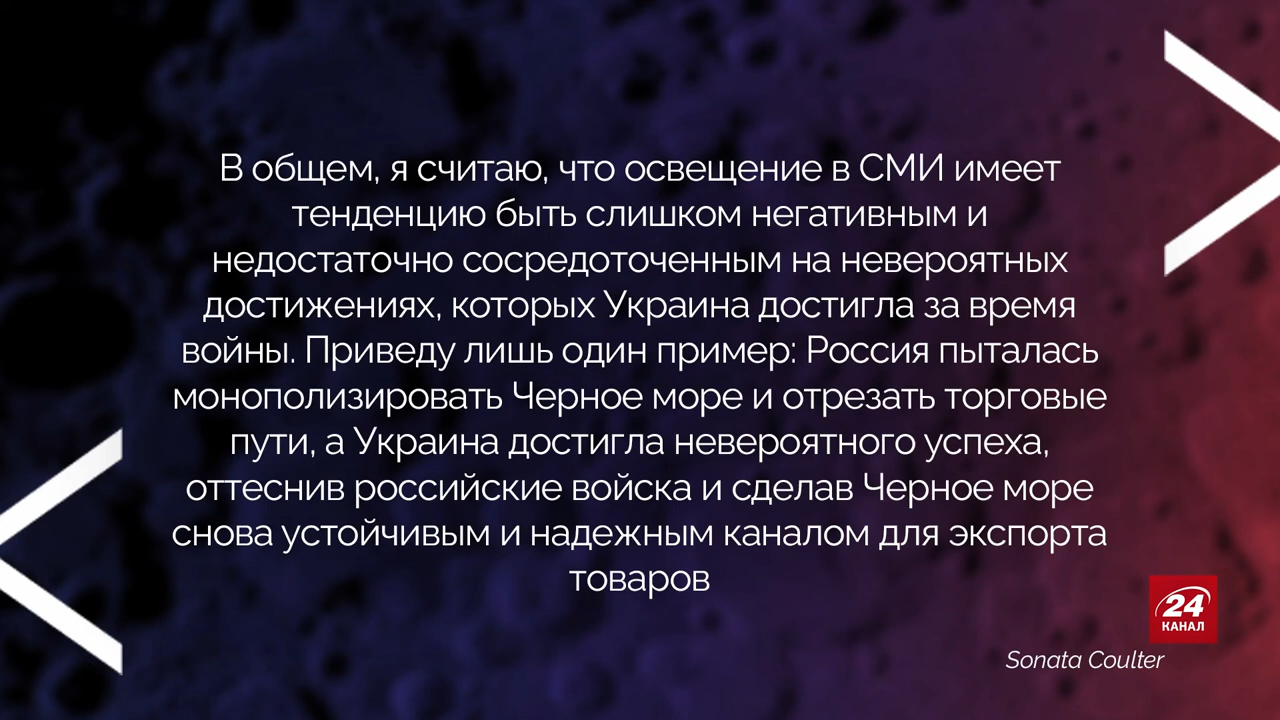 В общем, я считаю, что освещение в СМИ имеет
тенденцию быть слишком негативным и
недостаточно сосредоточенным на невероятных
достижениях, которых Украина достигла за время
войны. Приведу лишь один пример: Россия пыталась
монополизировать Черное море и отрезать торговые
пути, а Украина достигла невероятного успеха,
оттеснив российские войска и сделав Черное море
снова устойчивым и надежным каналом для экспорта
товаров
24
КАНАЛ
Sonata Coulter